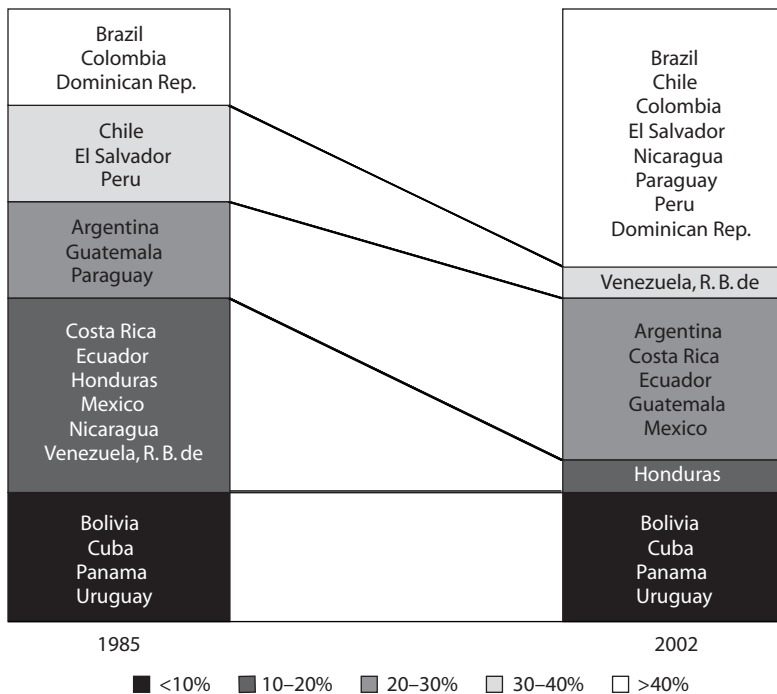 Brazil
Colombia
Dominican Rep.
Chile
El Salvador
Peru
Argentina
Guatemala
Paraguay
Costa Rica
Ecuador
Honduras
Mexico
Nicaragua
Venezuela, R. B. de
Bolivia
Cuba
Panama
Uruguay
1985
Brazil
Chile
Colombia
El Salvador
Nicaragua
Paraguay
Peru
Dominican Rep.
Venezuela, R. B. de
Argentina
Costa Rica
Ecuador
Guatemala
Mexico
Honduras
Bolivia
Cuba
Panama
Uruguay
2002
<10% 10–20% 20–30% 30–40% >40%